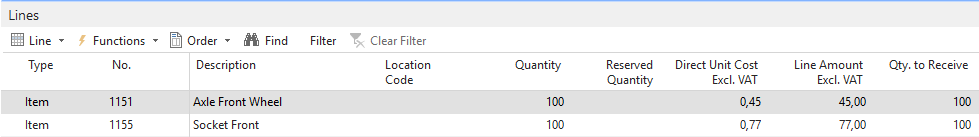 Lines
Line Functions Order Find Filter Clear Filter
Type No. Description Location Code Quantity Reserved Quantity Direct Unit Cost Excl. VAT Line Amount Excl. VAT Qty. to Receive
Item 1151 Axle Front Wheel 100 0,45 45,00 100
Item 1155 Socket Front 100 0,77 77,00 100